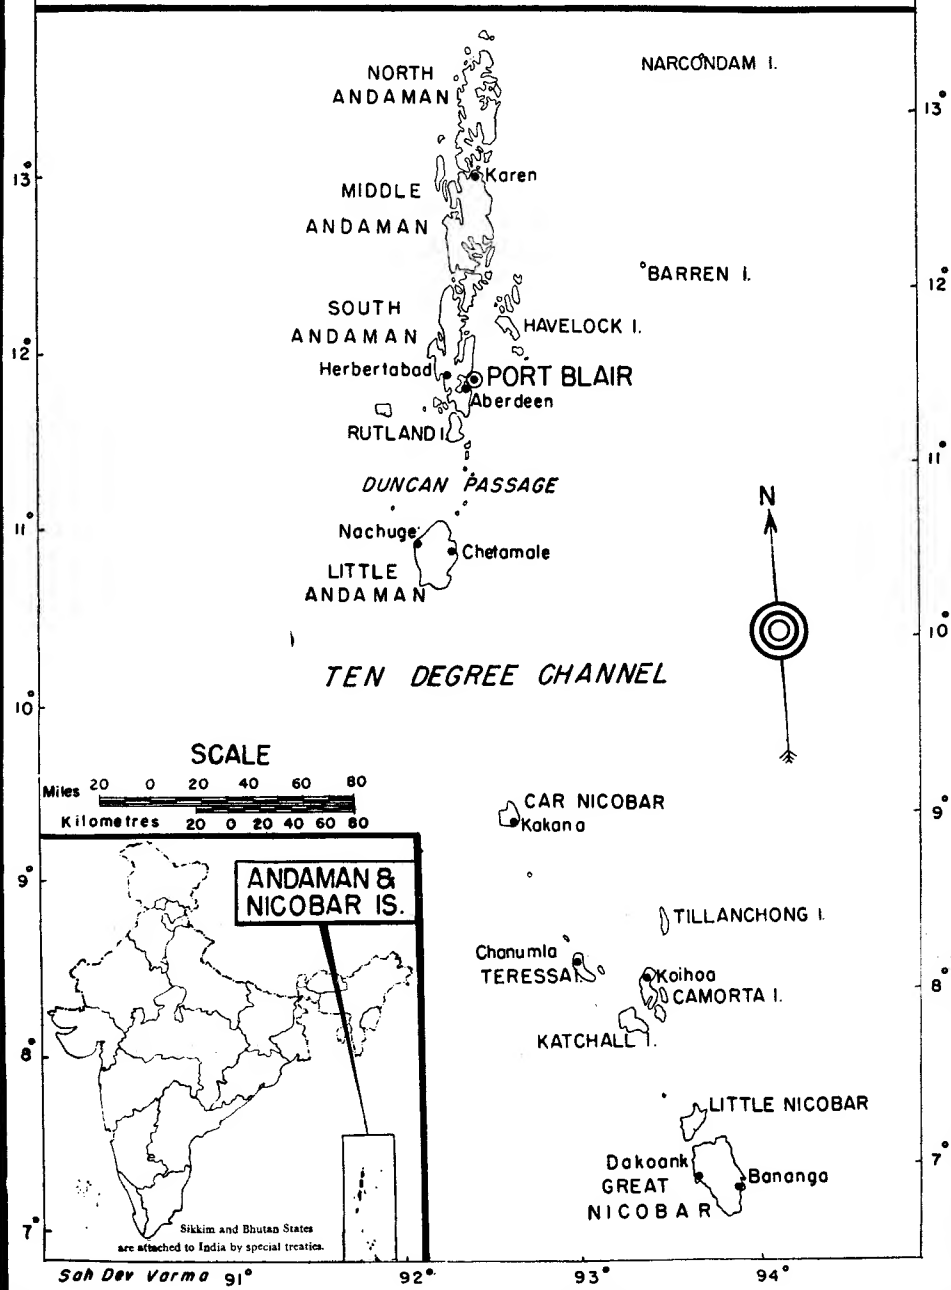 NORTH
ANDAMAN
NARCONDAM I.
13°
13°
Karen
MIDDLE
ANDAMAN
BARREN I.
12°
SOUTH
ANDAMAN
HAVELOCK I.
12°
Herbertabad
PORT BLAIR
Aberdeen
RUTLAND I.
11°
DUNCAN PASSAGE
N
11°
Nachuge
Chetamale
LITTLE
ANDAMAN
10°
TEN DEGREE CHANNEL
10°
SCALE
Miles 20 0 20 40 60 80
Kilometres 20 0 20 40 60 80
CAR NICOBAR
Kakana
9°
9°
ANDAMAN &
NICOBAR IS.
TILLANCHONG I.
Chanumla
TERESSA I.
Koihoa
CAMORTA I.
8°
KATCHALL I.
8°
LITTLE NICOBAR
7°
Dakoank
GREAT
NICOBAR
Bananga
7°
Sikkim and Bhutan States
are attached to India by special treaties.
Sah Dev Varma 91° 92° 93° 94°